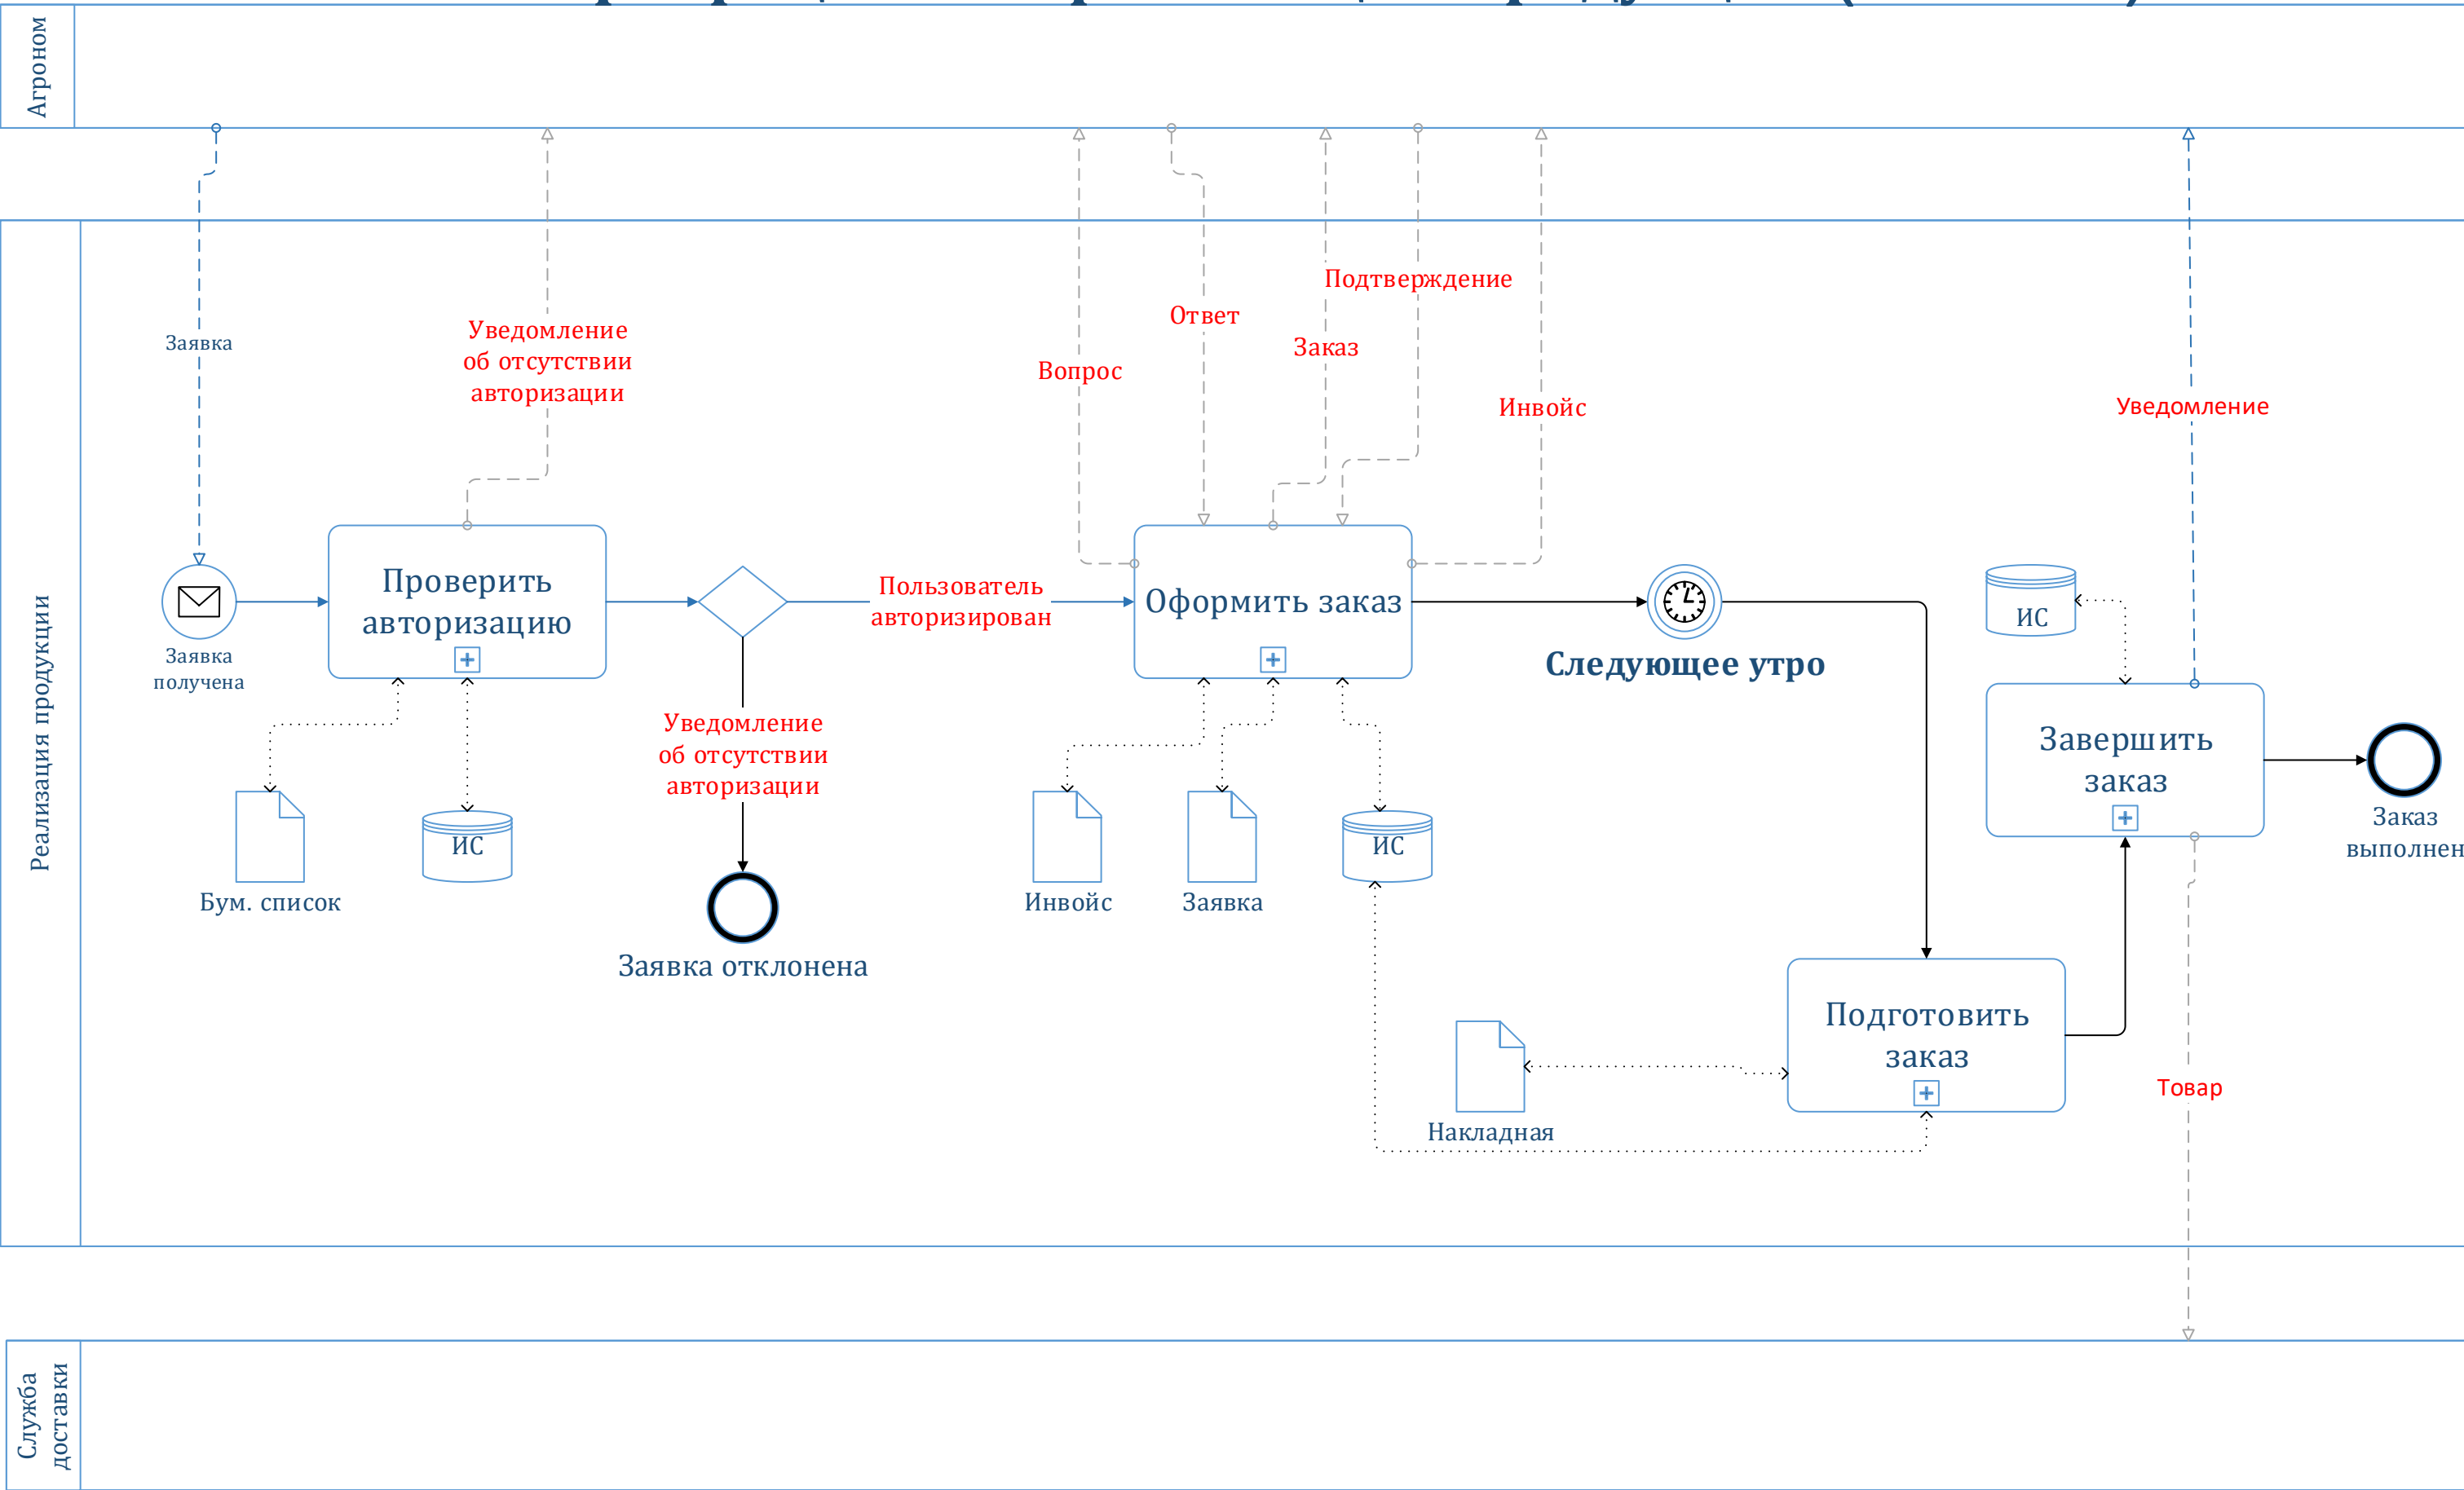 Агроном
Заявка
Уведомление
об отсутствии
авторизации
Вопрос
Ответ
Заказ
Подтверждение
Инвойс
Уведомление
Реализация продукции
Заявка
получена
Проверить
авторизацию
Пользователь
авторизирован
Оформить заказ
Следующее утро
ИС
Уведомление
об отсутствии
авторизации
Завершить
заказ
Заказ
выполнен
Бум. список
ИС
Заявка отклонена
Инвойс
Заявка
ИС
Накладная
Подготовить
заказ
Товар
Служба
доставки